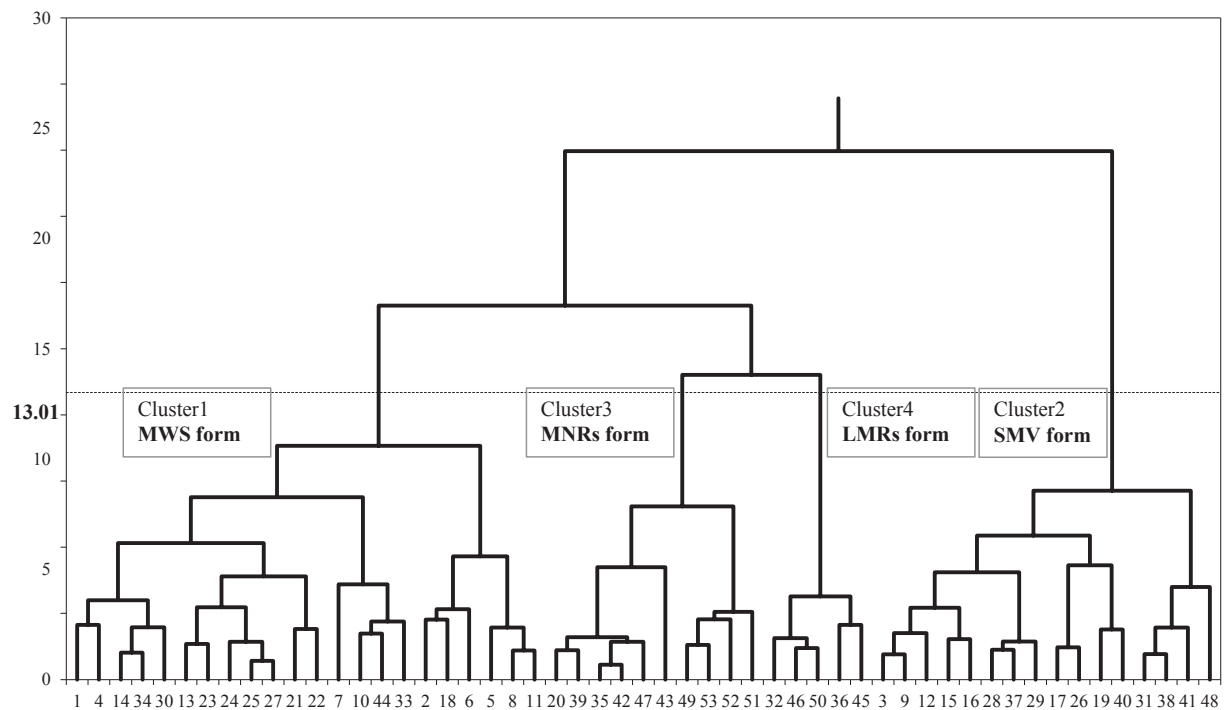 30
25
20
15
13.01
Cluster1
MWS form
Cluster3
MNRs form
Cluster4
LMRs form
Cluster2
SMV form
10
5
0
1 4 14 34 30 13 23 24 25 27 21 22 7 10 44 33 2 18 6 5 8 11 20 39 35 42 47 43 49 53 52 51 32 46 50 36 45 3 9 12 15 16 28 37 29 17 26 19 40 31 38 41 48